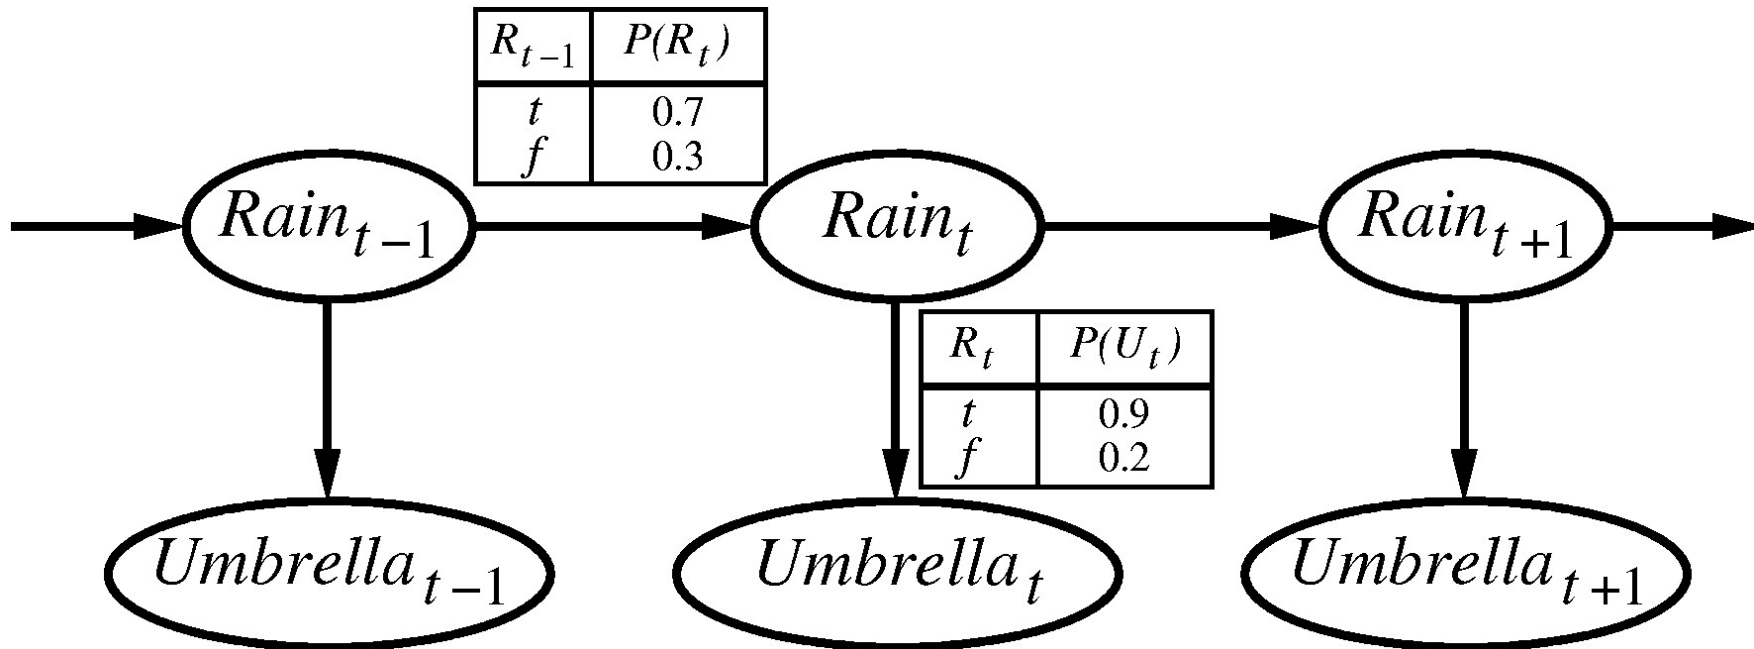 R_{t-1} P(R_t)
t 0.7
f 0.3
Rain_{t-1} Rain_t Rain_{t+1}
R_t P(U_t)
t 0.9
f 0.2
Umbrella_{t-1} Umbrella_t Umbrella_{t+1}